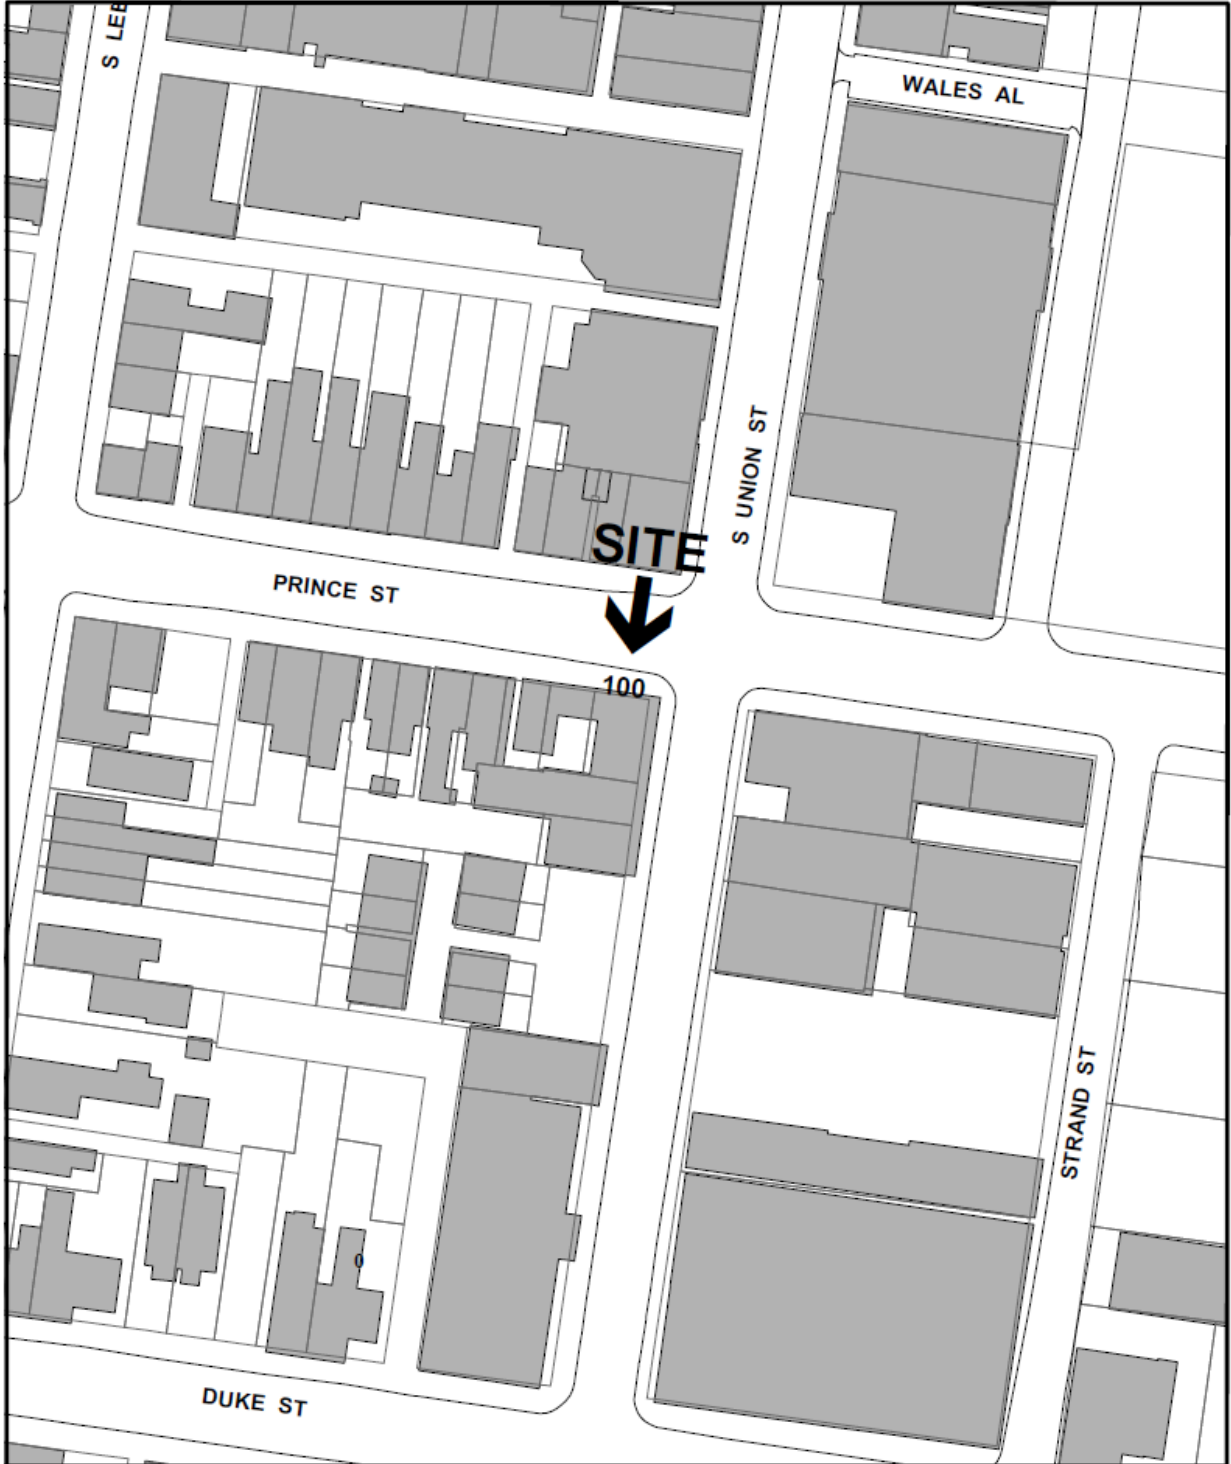 S LEE
WALES AL
S UNION ST
SITE
PRINCE ST
100
STRAND ST
0
DUKE ST